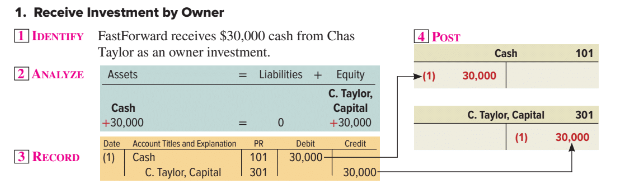 1. Receive Investment by Owner
1 IDENTIFY FastForward receives $30,000 cash from Chas
Taylor as an owner investment.
2 ANALYZE Assets = Liabilities + Equity
C. Taylor,
Cash Capital
+30,000 = 0 +30,000
3 RECORD
Date Account Titles and Explanation PR Debit Credit
(1) Cash 101 30,000
C. Taylor, Capital 301 30,000
4 POST
Cash 101
(1) 30,000
C. Taylor, Capital 301
(1) 30,000